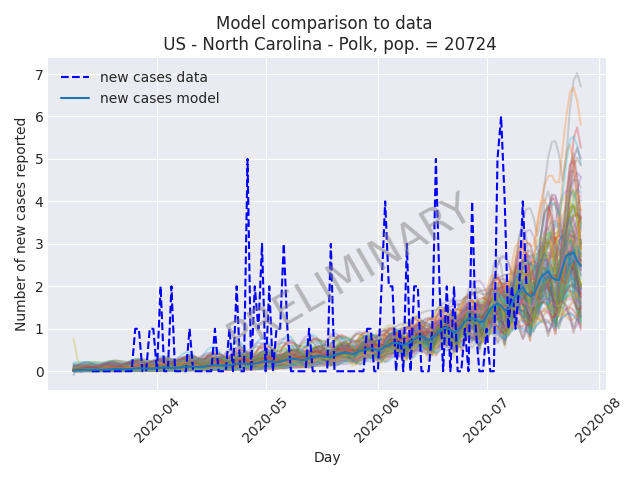 Model comparison to data
US - North Carolina - Polk, pop. = 20724
new cases data
new cases model
PRELIMINARY
Number of new cases reported
7
6
5
4
3
2
1
0
2020-04
2020-05
2020-06
2020-07
2020-08
Day